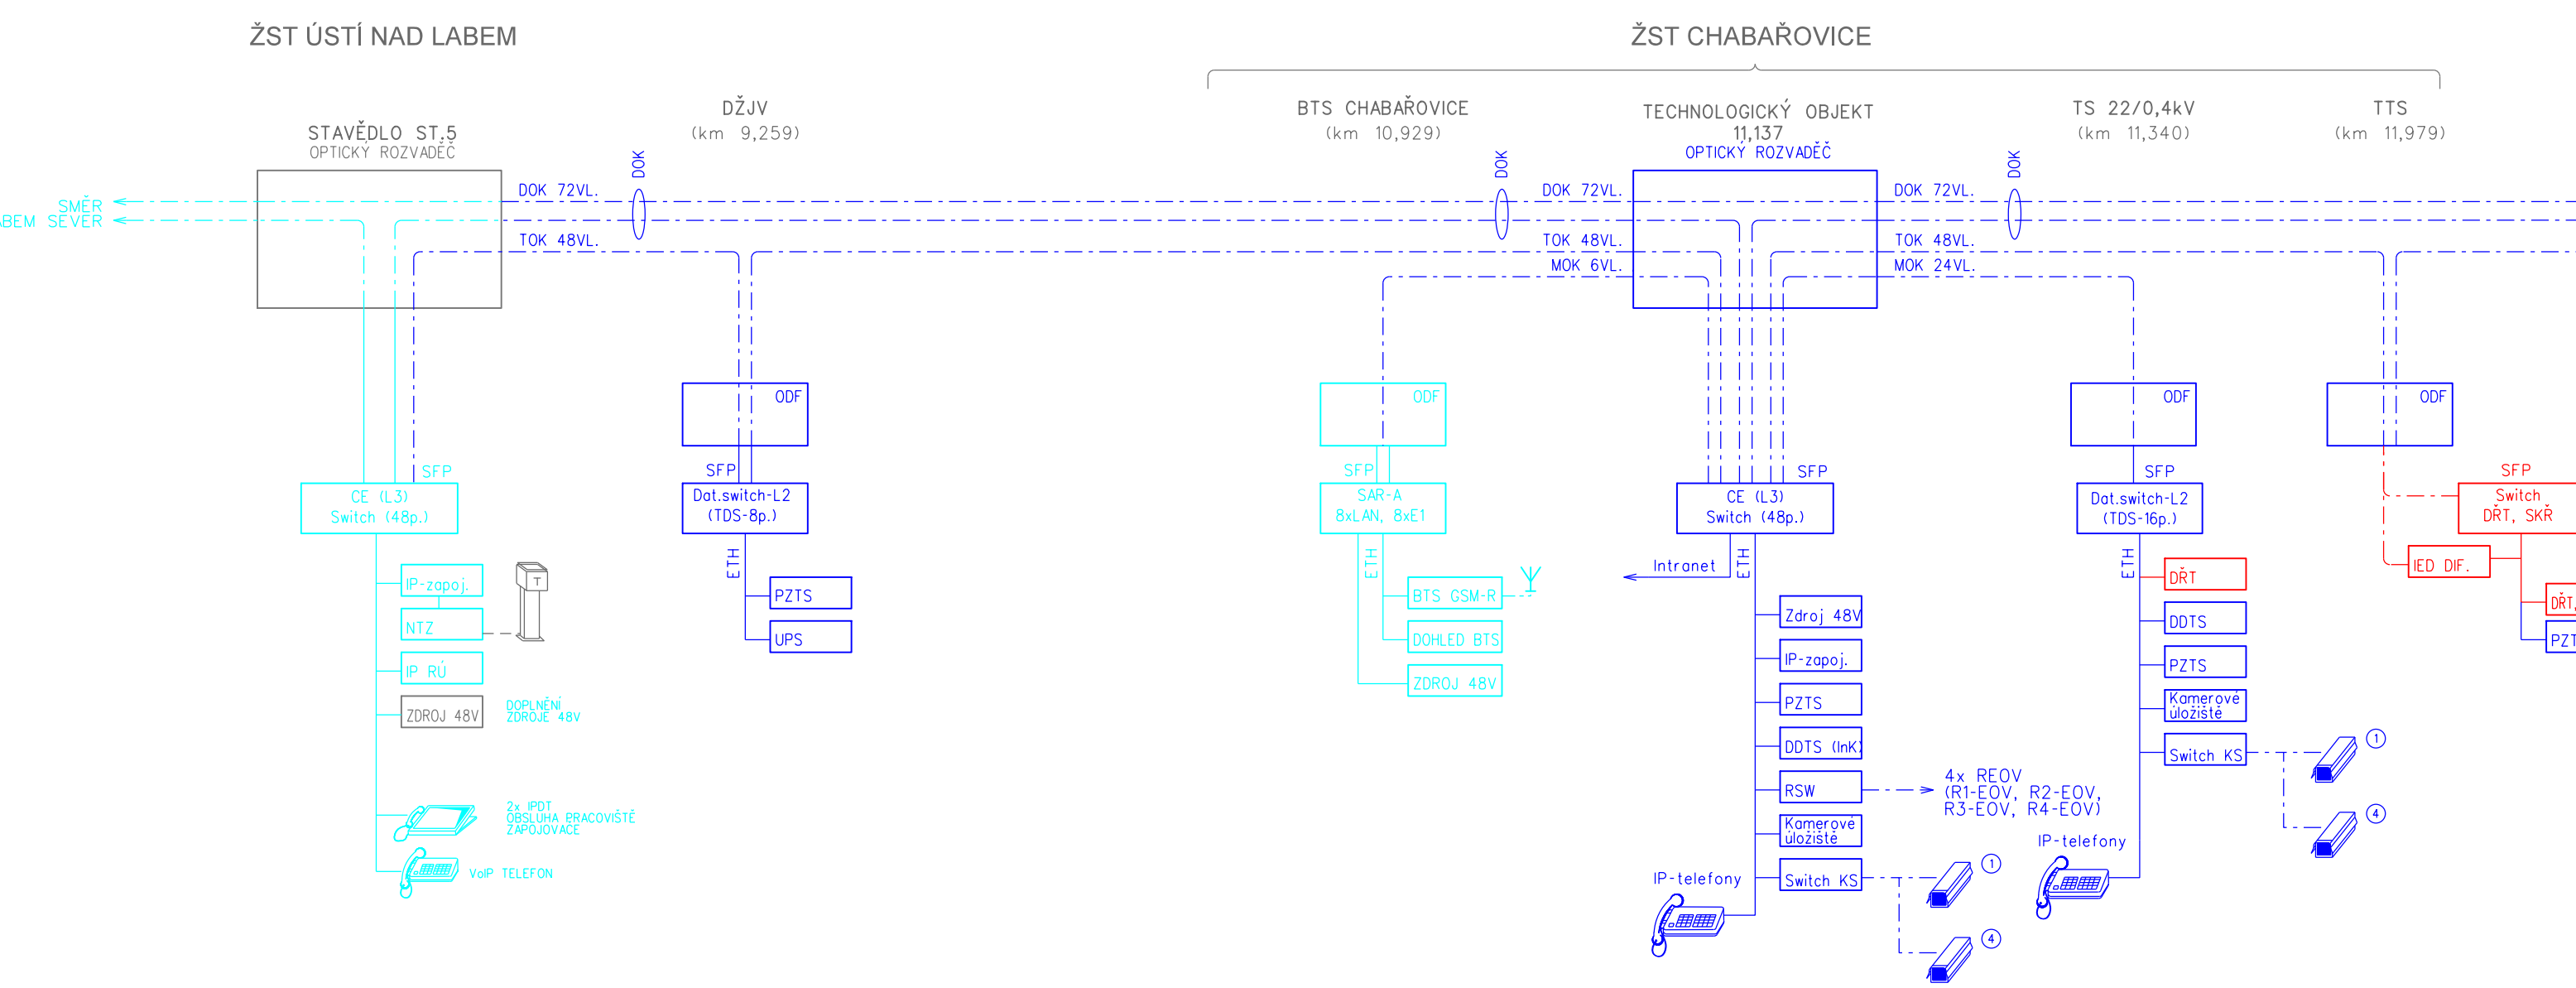 ŽST ÚSTÍ NAD LABEM
ŽST CHABAŘOVICE
STAVĚDLO ST.5
OPTICKÝ ROZVADĚČ
DŽJV
(km 9,259)
BTS CHABAŘOVICE
(km 10,929)
TECHNOLOGICKÝ OBJEKT
11,137
OPTICKÝ ROZVADĚČ
TS 22/0,4kV
(km 11,340)
TTS
(km 11,979)
SMĚR
ABEM SEVER
DOK 72VL.
TOK 48VL.
DOK
DOK
DOK 72VL.
TOK 48VL.
MOK 6VL.
DOK 72VL.
TOK 48VL.
MOK 24VL.
DOK
SFP
CE (L3)
Switch (48p.)
IP-zapoj.
NTZ
T
IP RÚ
ZDROJ 48V
DOPLNĚNÍ
ZDROJE 48V
2x IPDT
OBSLUHA PRACOVIŠTĚ
ZAPOJOVAČE
VoIP TELEFON
ODF
SFP
Dat.switch-L2
(TDS-8p.)
ETH
PZTS
UPS
ODF
SFP
SAR-A
8xLAN, 8xE1
ETH
BTS GSM-R
DOHLED BTS
ZDROJ 48V
SFP
CE (L3)
Switch (48p.)
Intranet
ETH
Zdroj 48V
IP-zapoj.
PZTS
DDTS (InK)
RSW
4x REOV
(R1-EOV, R2-EOV,
R3-EOV, R4-EOV)
Kamerové
úložiště
Switch KS
1
4
IP-telefony
ODF
SFP
Dat.switch-L2
(TDS-16p.)
ETH
DŘT
DDTS
PZTS
Kamerové
úložiště
Switch KS
1
4
IP-telefony
ODF
SFP
Switch
DŘT, SKŘ
IED DIF.
DŘT,
PZT